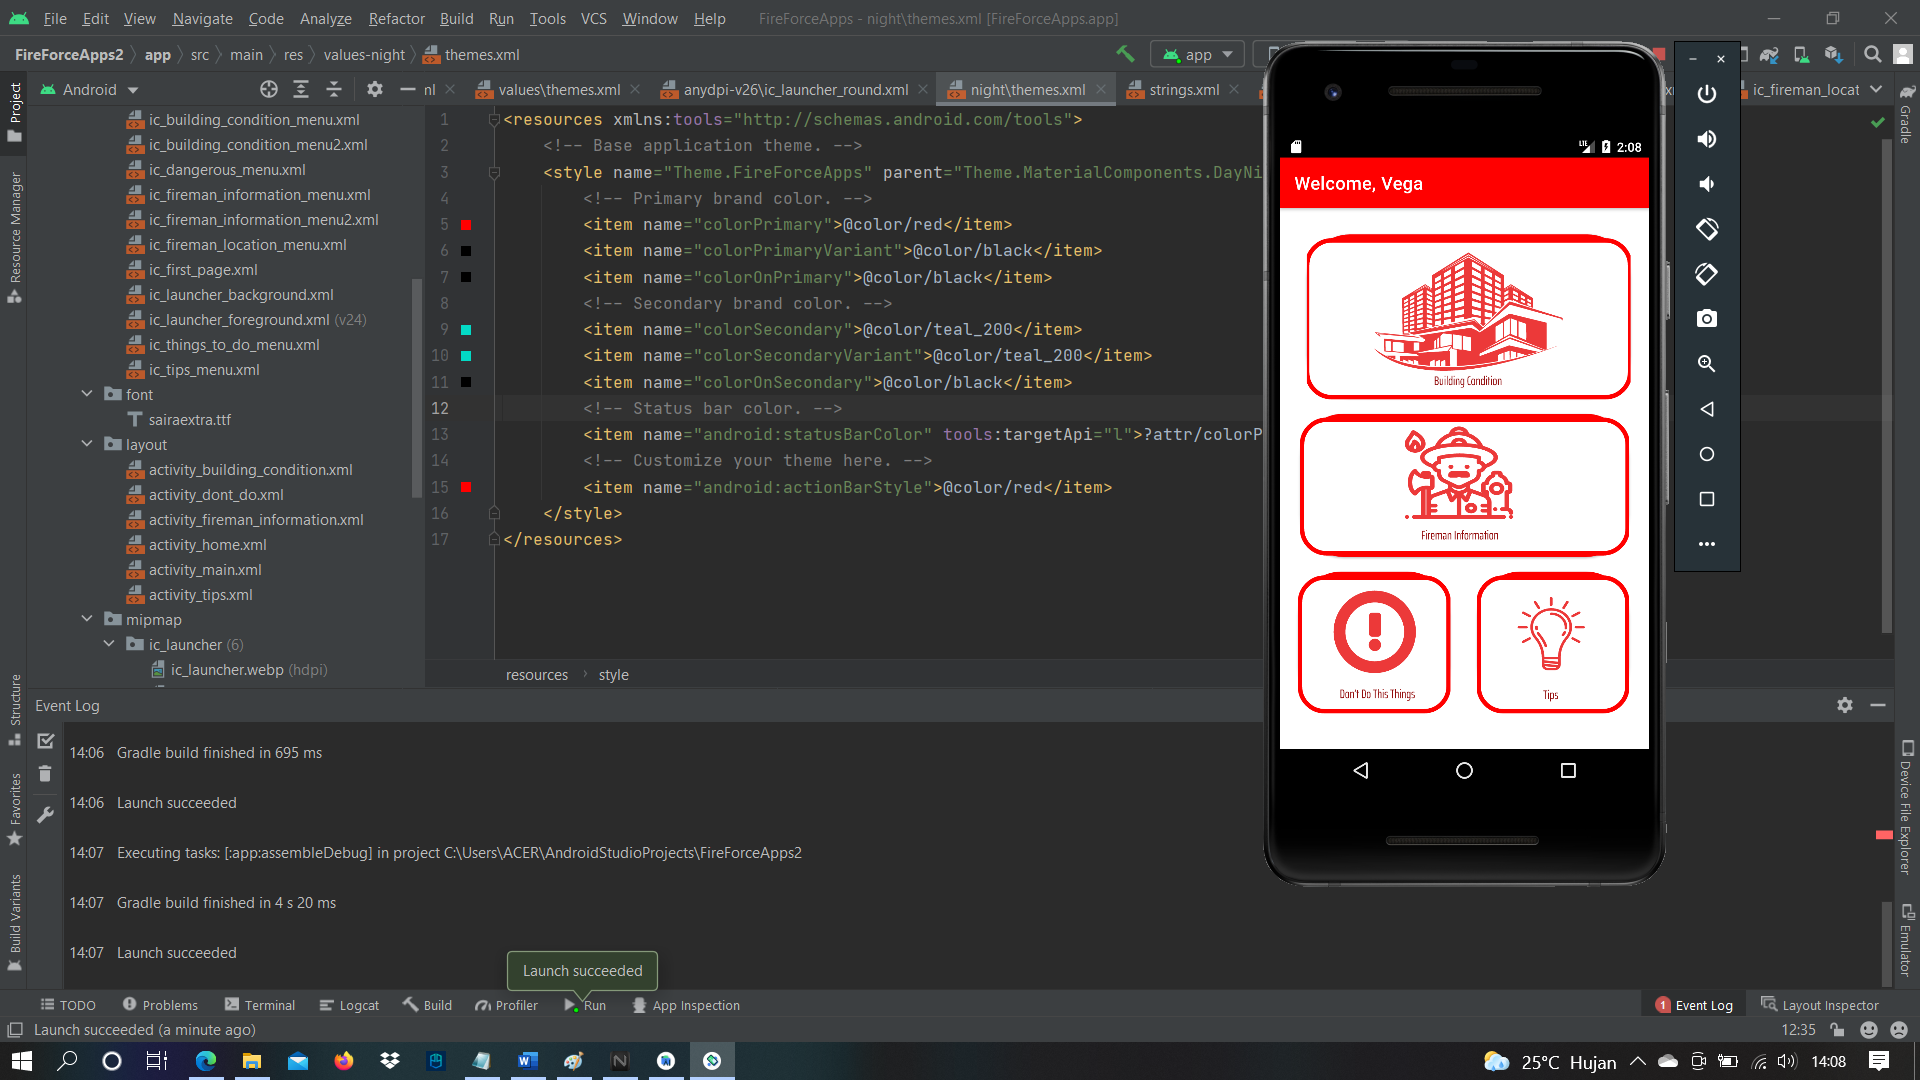 File Edit View Navigate Code Analyze Refactor Build Run Tools VCS Window Help FireForceApps - night\themes.xml [FireForceApps.app]
FireForceApps2 app src main res values-night themes.xml app
Android
values\themes.xml anydpi-v26\ic_launcher_round.xml night\themes.xml strings.xml ic_fireman_locat
Project
Resource Manager
Structure
Favorites
Build Variants
ic_building_condition_menu.xml
ic_building_condition_menu2.xml
ic_dangerous_menu.xml
ic_fireman_information_menu.xml
ic_fireman_information_menu2.xml
ic_fireman_location_menu.xml
ic_first_page.xml
ic_launcher_background.xml
ic_launcher_foreground.xml (v24)
ic_things_to_do_menu.xml
ic_tips_menu.xml
font
sairaextra.ttf
layout
activity_building_condition.xml
activity_dont_do.xml
activity_fireman_information.xml
activity_home.xml
activity_main.xml
activity_tips.xml
mipmap
ic_launcher (6)
ic_launcher.webp (hdpi)
1 <resources xmlns:tools="http://schemas.android.com/tools">
2 <!-- Base application theme. -->
3 <style name="Theme.FireForceApps" parent="Theme.MaterialComponents.DayNi
4 <!-- Primary brand color. -->
5 <item name="colorPrimary">@color/red</item>
6 <item name="colorPrimaryVariant">@color/black</item>
7 <item name="colorOnPrimary">@color/black</item>
8 <!-- Secondary brand color. -->
9 <item name="colorSecondary">@color/teal_200</item>
10 <item name="colorSecondaryVariant">@color/teal_200</item>
11 <item name="colorOnSecondary">@color/black</item>
12 <!-- Status bar color. -->
13 <item name="android:statusBarColor" tools:targetApi="l">?attr/colorP
14 <!-- Customize your theme here. -->
15 <item name="android:actionBarStyle">@color/red</item>
16 </style>
17 </resources>
resources style
LTE 2:08
Welcome, Vega
Building Condition
Fireman Information
Don't Do This Things
Tips
Gradle
Device File Explorer
Emulator
Event Log
14:06 Gradle build finished in 695 ms
14:06 Launch succeeded
14:07 Executing tasks: [:app:assembleDebug] in project C:\Users\ACER\AndroidStudioProjects\FireForceApps2
14:07 Gradle build finished in 4 s 20 ms
14:07 Launch succeeded
Launch succeeded
TODO Problems Terminal Logcat Build Profiler Run App Inspection 1 Event Log Layout Inspector
Launch succeeded (a minute ago) 12:35
25°C Hujan 14:08